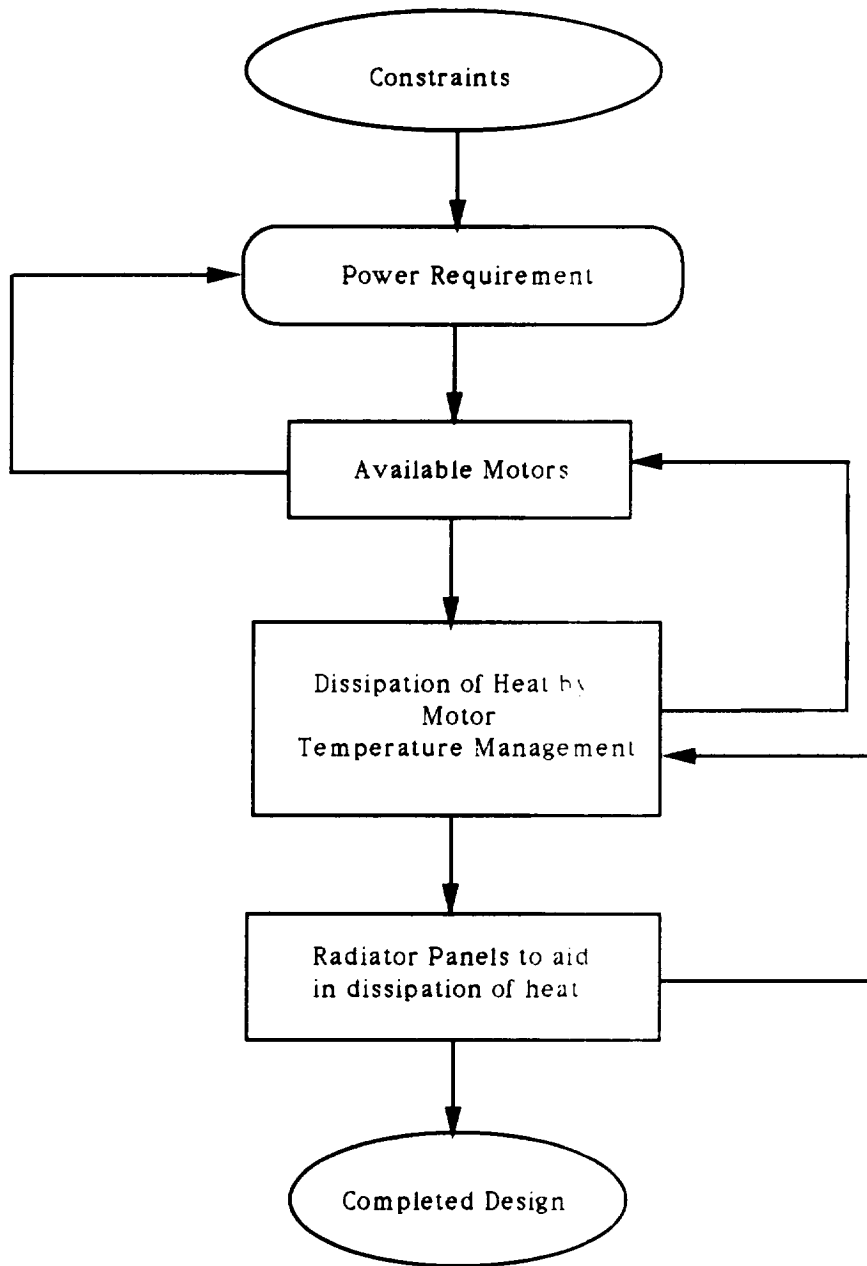 Constraints
Power Requirement
Available Motors
Dissipation of Heat by
Motor
Temperature Management
Radiator Panels to aid
in dissipation of heat
Completed Design